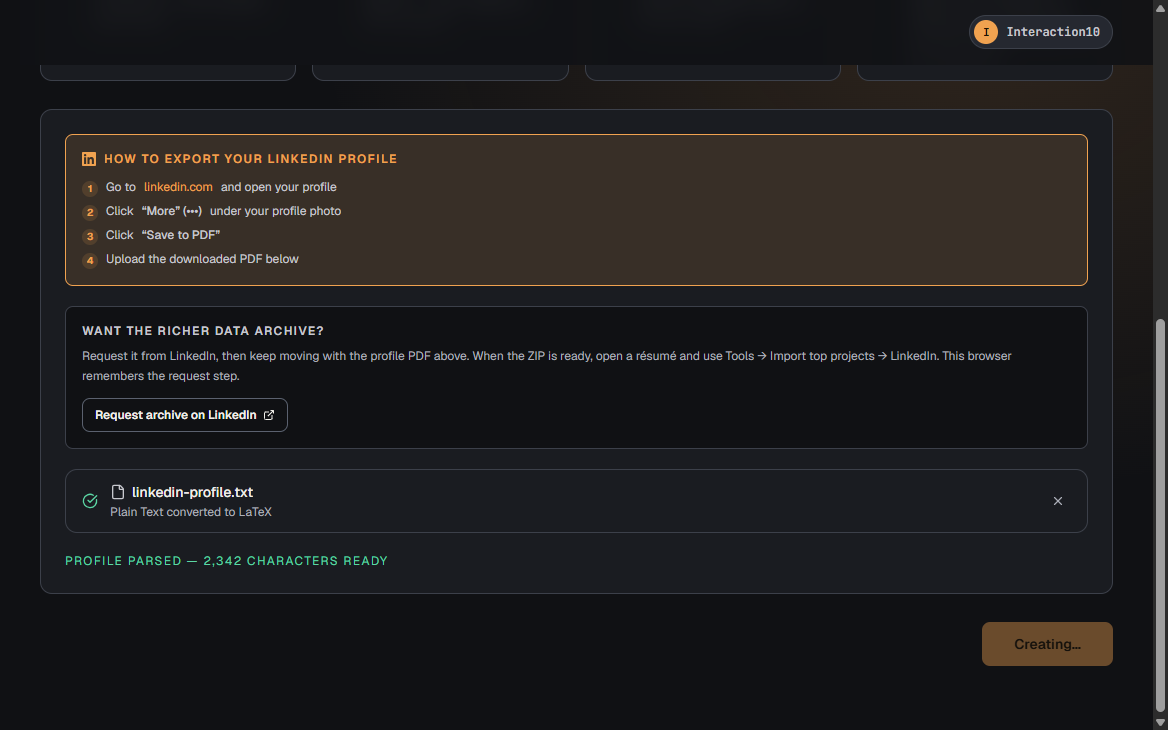 I Interaction10
in HOW TO EXPORT YOUR LINKEDIN PROFILE
1 Go to linkedin.com and open your profile
2 Click “More” (•••) under your profile photo
3 Click “Save to PDF”
4 Upload the downloaded PDF below
WANT THE RICHER DATA ARCHIVE?
Request it from LinkedIn, then keep moving with the profile PDF above. When the ZIP is ready, open a résumé and use Tools → Import top projects → LinkedIn. This browser
remembers the request step.
Request archive on LinkedIn
linkedin-profile.txt
Plain Text converted to LaTeX
PROFILE PARSED — 2,342 CHARACTERS READY
Creating…